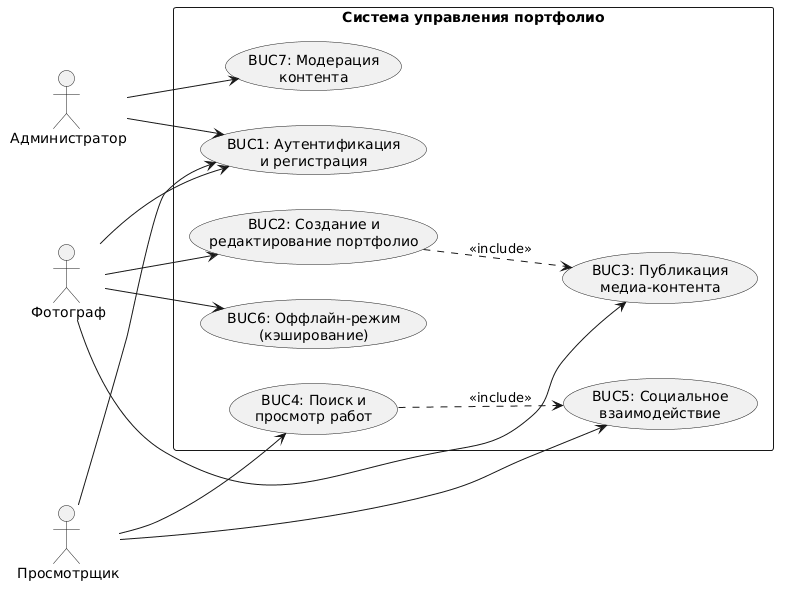 Система управления портфолио
BUC7: Модерация
контента
Администратор
BUC1: Аутентификация
и регистрация
BUC2: Создание и
редактирование портфолио
«include»
BUC3: Публикация
медиа-контента
Фотограф
BUC6: Оффлайн-режим
(кэширование)
BUC4: Поиск и
просмотр работ
«include»
BUC5: Социальное
взаимодействие
Просмотрщик